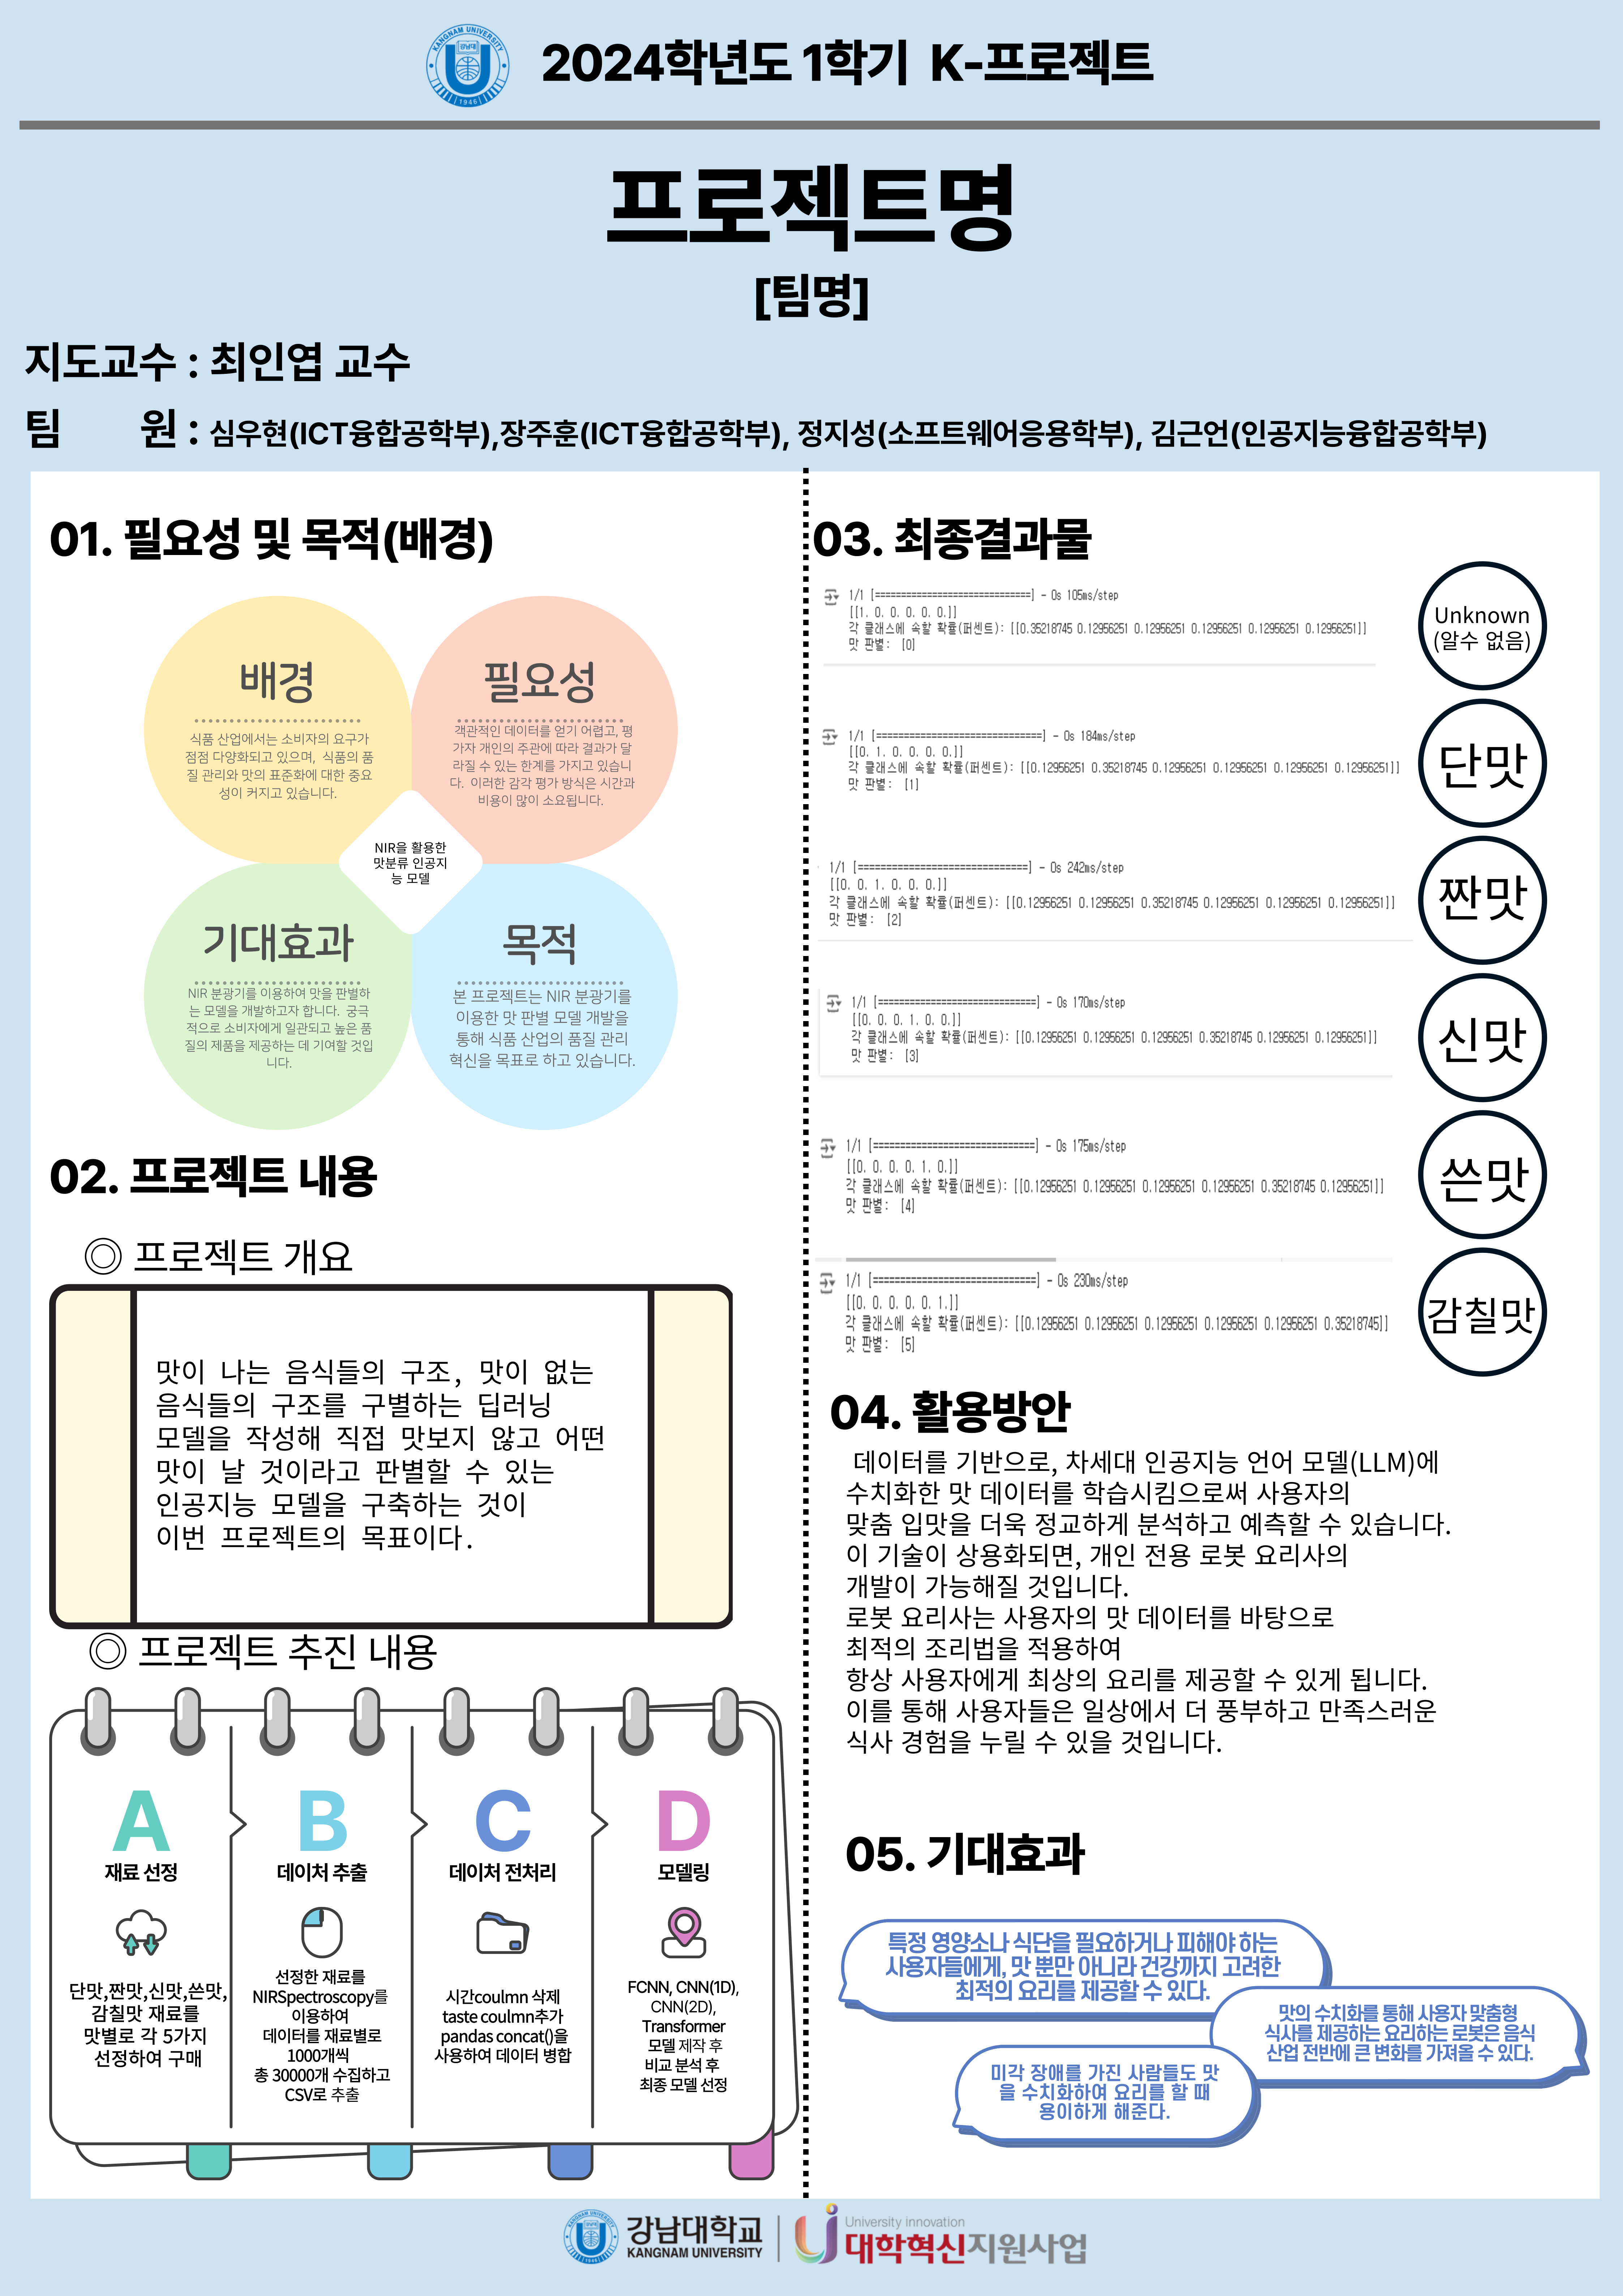 2024학년도 1학기 K-프로젝트
프로젝트명
[팀명]
지도교수 : 최인엽 교수
팀 원 : 심우현(ICT융합공학부),장주훈(ICT융합공학부), 정지성(소프트웨어응용학부), 김근언(인공지능융합공학부)
01. 필요성 및 목적(배경)
배경
식품 산업에서는 소비자의 요구가
점점 다양화되고 있으며, 식품의 품
질 관리와 맛의 표준화에 대한 중요
성이 커지고 있습니다.
필요성
객관적인 데이터를 얻기 어렵고, 평
가자 개인의 주관에 따라 결과가 달
라질 수 있는 한계를 가지고 있습니
다. 이러한 감각 평가 방식은 시간과
비용이 많이 소요됩니다.
NIR을 활용한
맛분류 인공지
능 모델
기대효과
NIR 분광기를 이용하여 맛을 판별하
는 모델을 개발하고자 합니다. 궁극
적으로 소비자에게 일관되고 높은 품
질의 제품을 제공하는 데 기여할 것입
니다.
목적
본 프로젝트는 NIR 분광기를
이용한 맛 판별 모델 개발을
통해 식품 산업의 품질 관리
혁신을 목표로 하고 있습니다.
02. 프로젝트 내용
◎ 프로젝트 개요
맛이 나는 음식들의 구조, 맛이 없는
음식들의 구조를 구별하는 딥러닝
모델을 작성해 직접 맛보지 않고 어떤
맛이 날 것이라고 판별할 수 있는
인공지능 모델을 구축하는 것이
이번 프로젝트의 목표이다.
◎ 프로젝트 추진 내용
A
재료 선정
단맛,짠맛,신맛,쓴맛,
감칠맛 재료를
맛별로 각 5가지
선정하여 구매
B
데이처 추출
선정한 재료를
NIRSpectroscopy를
이용하여
데이터를 재료별로
1000개씩
총 30000개 수집하고
CSV로 추출
C
데이처 전처리
시간coulmn 삭제
taste coulmn추가
pandas concat()을
사용하여 데이터 병합
D
모델링
FCNN, CNN(1D),
CNN(2D),
Transformer
모델 제작 후
비교 분석 후
최종 모델 선정
03. 최종결과물
1/1 [==============================] - 0s 105ms/step
[[1. 0. 0. 0. 0. 0.]]
각 클래스에 속할 확률(퍼센트): [[0.35218745 0.12956251 0.12956251 0.12956251 0.12956251 0.12956251]]
맛 판별: [0]
Unknown
(알수 없음)
1/1 [==============================] - 0s 184ms/step
[[0. 1. 0. 0. 0. 0.]]
각 클래스에 속할 확률(퍼센트): [[0.12956251 0.35218745 0.12956251 0.12956251 0.12956251 0.12956251]]
맛 판별: [1]
단맛
1/1 [==============================] - 0s 242ms/step
[[0. 0. 1. 0. 0. 0.]]
각 클래스에 속할 확률(퍼센트): [[0.12956251 0.12956251 0.35218745 0.12956251 0.12956251 0.12956251]]
맛 판별: [2]
짠맛
1/1 [==============================] - 0s 170ms/step
[[0. 0. 0. 1. 0. 0.]]
각 클래스에 속할 확률(퍼센트): [[0.12956251 0.12956251 0.12956251 0.35218745 0.12956251 0.12956251]]
맛 판별: [3]
신맛
1/1 [==============================] - 0s 175ms/step
[[0. 0. 0. 0. 1. 0.]]
각 클래스에 속할 확률(퍼센트): [[0.12956251 0.12956251 0.12956251 0.12956251 0.35218745 0.12956251]]
맛 판별: [4]
쓴맛
1/1 [==============================] - 0s 230ms/step
[[0. 0. 0. 0. 0. 1.]]
각 클래스에 속할 확률(퍼센트): [[0.12956251 0.12956251 0.12956251 0.12956251 0.12956251 0.35218745]]
맛 판별: [5]
감칠맛
04. 활용방안
데이터를 기반으로, 차세대 인공지능 언어 모델(LLM)에
수치화한 맛 데이터를 학습시킴으로써 사용자의
맞춤 입맛을 더욱 정교하게 분석하고 예측할 수 있습니다.
이 기술이 상용화되면, 개인 전용 로봇 요리사의
개발이 가능해질 것입니다.
로봇 요리사는 사용자의 맛 데이터를 바탕으로
최적의 조리법을 적용하여
항상 사용자에게 최상의 요리를 제공할 수 있게 됩니다.
이를 통해 사용자들은 일상에서 더 풍부하고 만족스러운
식사 경험을 누릴 수 있을 것입니다.
05. 기대효과
특정 영양소나 식단을 필요하거나 피해야 하는
사용자들에게, 맛 뿐만 아니라 건강까지 고려한
최적의 요리를 제공할 수 있다.
맛의 수치화를 통해 사용자 맞춤형
식사를 제공하는 요리하는 로봇은 음식
산업 전반에 큰 변화를 가져올 수 있다.
미각 장애를 가진 사람들도 맛
을 수치화하여 요리를 할 때
용이하게 해준다.
강남대학교
KANGNAM UNIVERSITY
University innovation
대학혁신지원사업